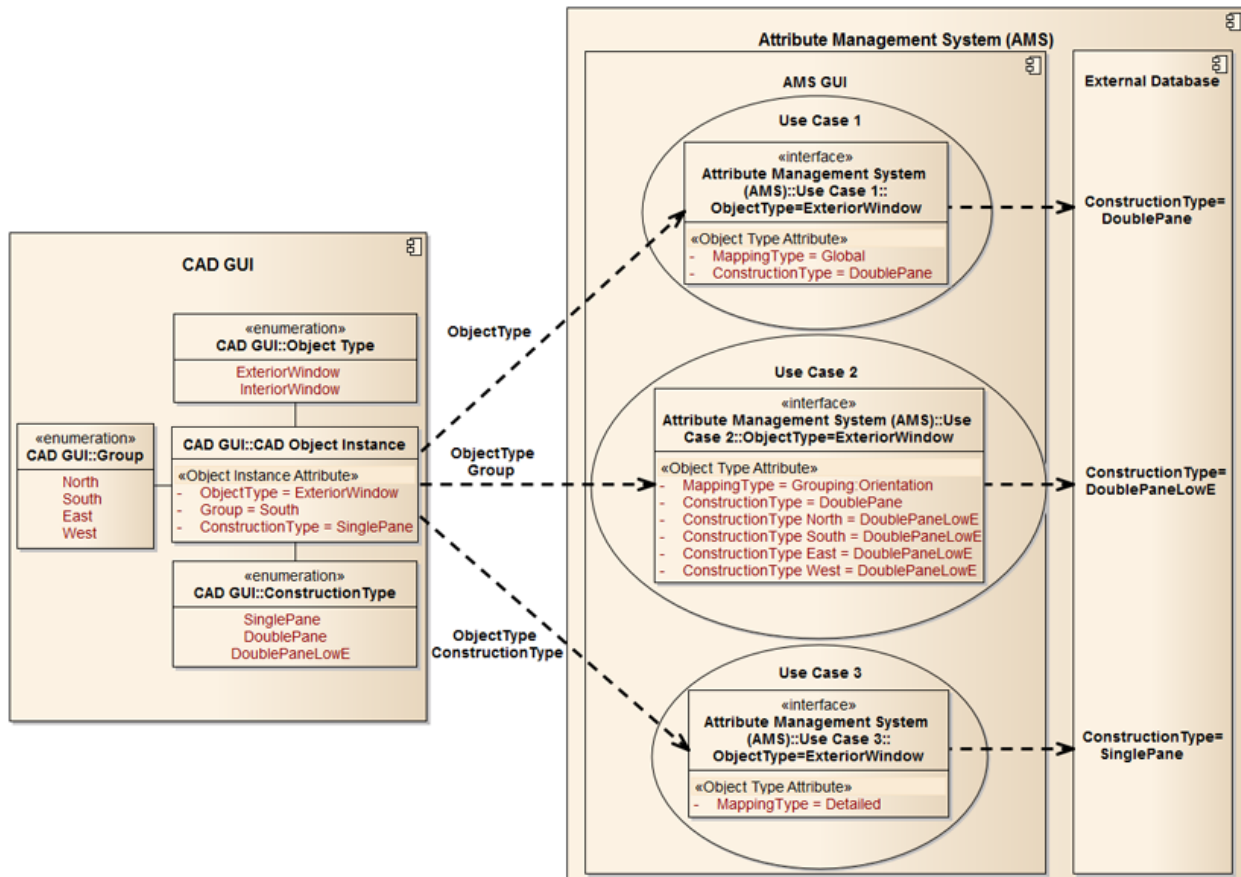 CAD GUI
«enumeration»
CAD GUI::Object Type
ExteriorWindow
InteriorWindow
«enumeration»
CAD GUI::Group
North
South
East
West
CAD GUI::CAD Object Instance
«Object Instance Attribute»
- ObjectType = ExteriorWindow
- Group = South
- ConstructionType = SinglePane
«enumeration»
CAD GUI::ConstructionType
SinglePane
DoublePane
DoublePaneLowE
ObjectType
ObjectType
Group
ObjectType
ConstructionType
Attribute Management System (AMS)
AMS GUI
Use Case 1
«interface»
Attribute Management System
(AMS)::Use Case 1::
ObjectType=ExteriorWindow
«Object Type Attribute»
- MappingType = Global
- ConstructionType = DoublePane
Use Case 2
«interface»
Attribute Management System (AMS)::Use
Case 2::ObjectType=ExteriorWindow
«Object Type Attribute»
- MappingType = Grouping:Orientation
- ConstructionType = DoublePane
- ConstructionType North = DoublePaneLowE
- ConstructionType South = DoublePaneLowE
- ConstructionType East = DoublePaneLowE
- ConstructionType West = DoublePaneLowE
Use Case 3
«interface»
Attribute Management System
(AMS)::Use Case 3::
ObjectType=ExteriorWindow
«Object Type Attribute»
- MappingType = Detailed
External Database
ConstructionType=
DoublePane
ConstructionType=
DoublePaneLowE
ConstructionType=
SinglePane